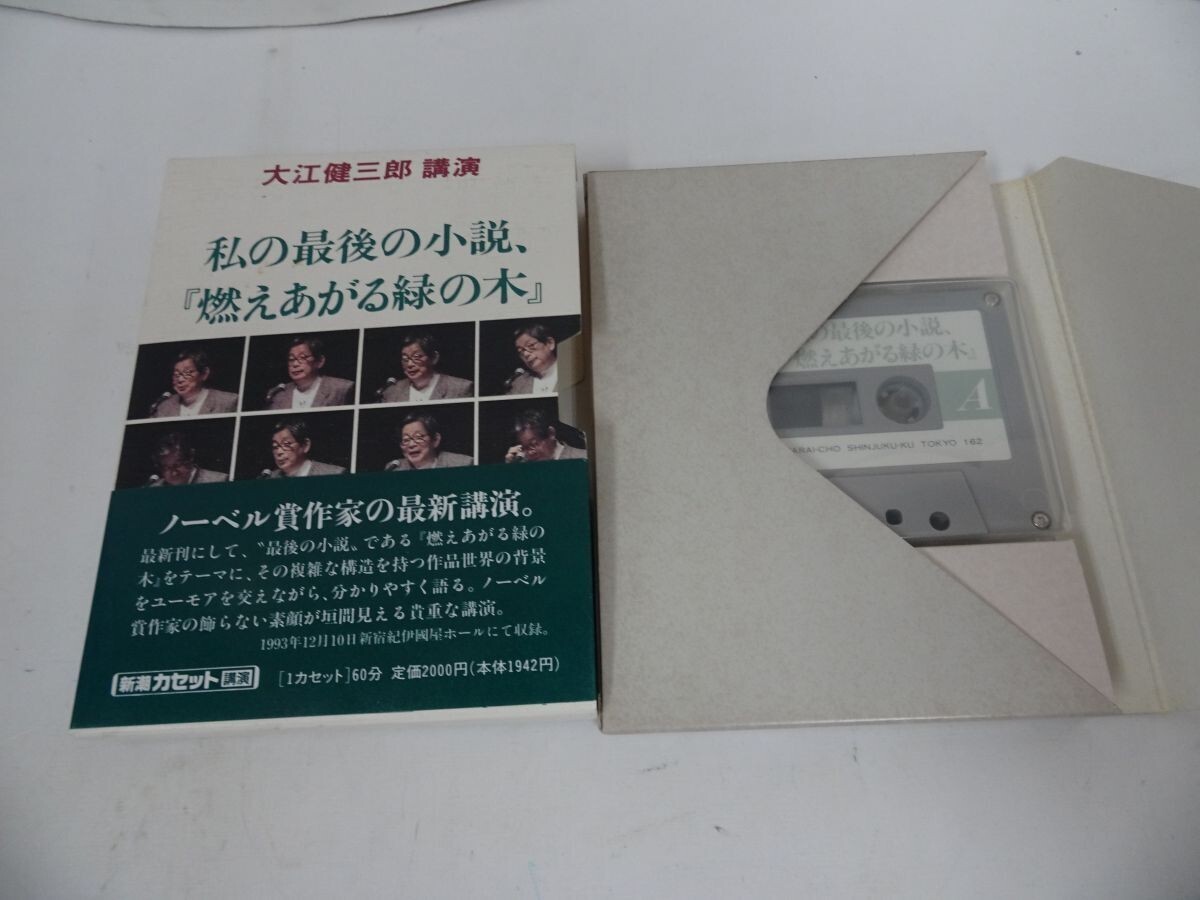 大江健三郎 講演
私の最後の小説、
『燃えあがる緑の木』
ノーベル賞作家の最新講演。
最新刊にして、〝最後の小説〟である『燃えあがる緑の
木』をテーマに、その複雑な構造を持つ作品世界の背景
をユーモアを交えながら、分かりやすく語る。ノーベル
賞作家の飾らない素顔が垣間見える貴重な講演。
1993年12月10日新宿紀伊國屋ホールにて収録。
新潮カセット 講演 [1カセット]60分 定価2000円(本体1942円)
の最後の小説、
燃えあがる緑の木』
A
ARAI-CHO SHINJUKU-KU TOKYO 162